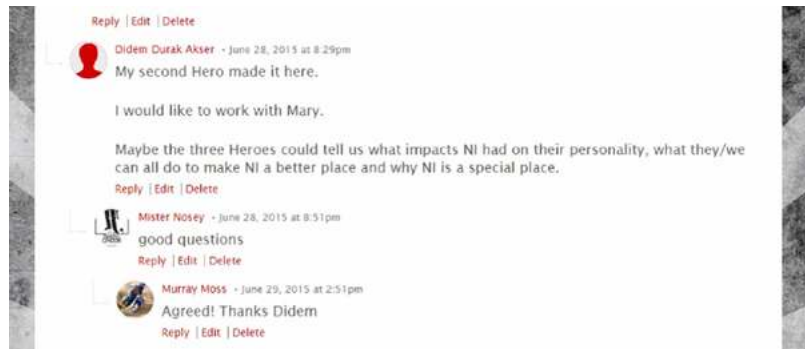 Reply | Edit | Delete
Didem Durak Akser • June 28, 2015 at 8:29pm
My second Hero made it here.
I would like to work with Mary.
Maybe the three Heroes could tell us what impacts NI had on their personality, what they/we
can all do to make NI a better place and why NI is a special place.
Reply | Edit | Delete
Mister Nosey • June 28, 2015 at 8:51pm
good questions
Reply | Edit | Delete
Murray Moss • June 29, 2015 at 2:51pm
Agreed! Thanks Didem
Reply | Edit | Delete